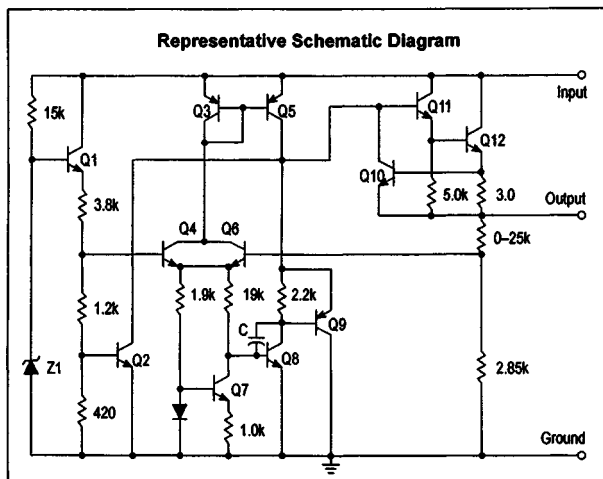 Representative Schematic Diagram
Input
15k
Q3
Q5
Q11
Q1
Q12
Q10
3.8k
5.0k
3.0
Output
Q4
Q6
0–25k
1.9k
19k
2.2k
1.2k
C
Q9
Q2
Q8
Z1
Q7
2.85k
420
1.0k
Ground